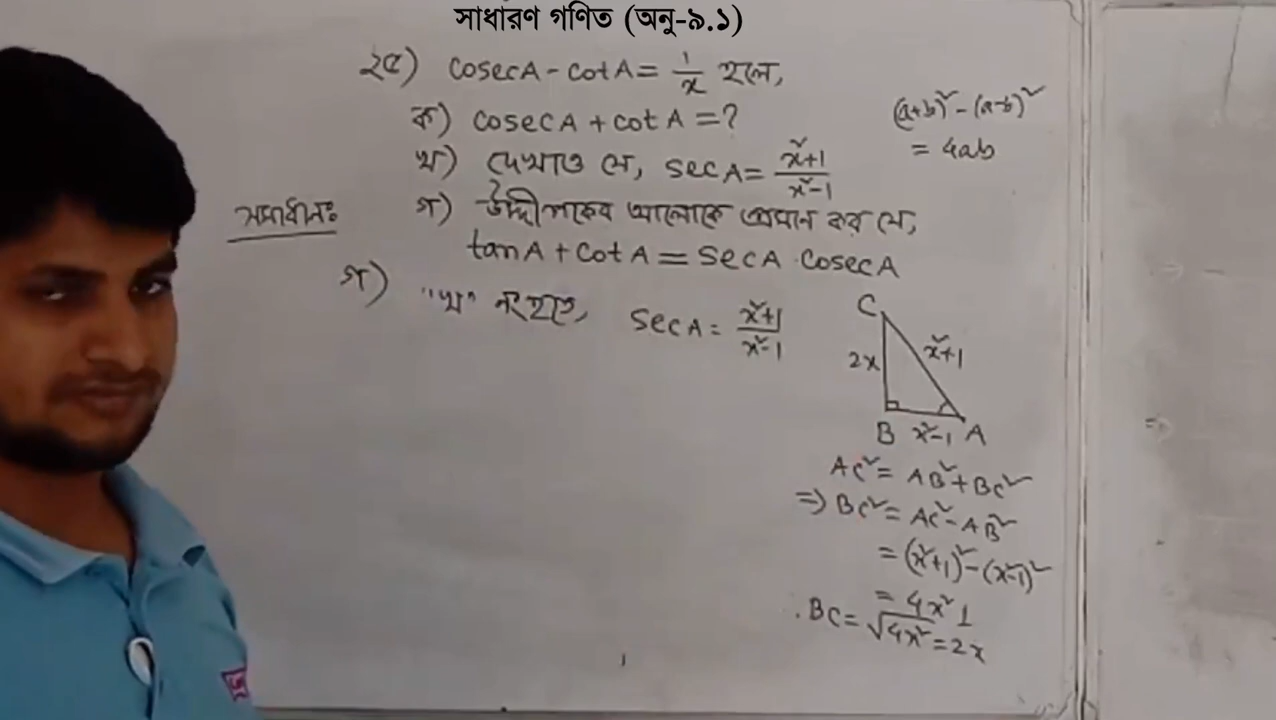 সাধারণ গণিত (অনু-৯.১)
২৫) cosecA - cotA = 1/x হলে,
ক) cosecA + cotA = ?
খ) দেখাও যে, secA = x²+1/x²-1
সমাধানঃ
গ) উদ্দীপকের আলোকে প্রমান কর যে,
tanA + cotA = secA · cosecA
(a+b)² - (a-b)²
= 4ab
গ) "খ" নং হতে, secA = x²+1/x²-1
C
2x
x²+1
B x²-1 A
AC² = AB² + BC²
⇒ BC² = AC² - AB²
= (x²+1)² - (x²-1)²
= 4x² 1
. BC = √4x² = 2x